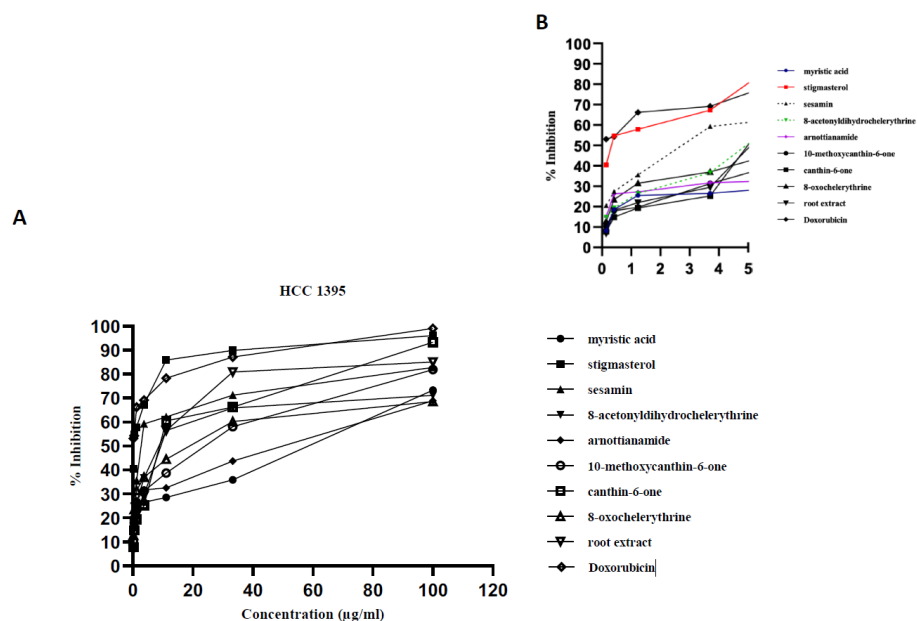 B
100
90
80
70
60
50
40
30
20
10
0
% Inhibition
0 1 2 3 4 5
myristic acid
stigmasterol
sesamin
8-acetonyldihydrochelerythrine
arnottianamide
10-methoxycanthin-6-one
canthin-6-one
8-oxochelerythrine
root extract
Doxorubicin
A
HCC 1395
100
90
80
70
60
50
40
30
20
10
0
% Inhibition
0 20 40 60 80 100 120
Concentration (µg/ml)
myristic acid
stigmasterol
sesamin
8-acetonyldihydrochelerythrine
arnottianamide
10-methoxycanthin-6-one
canthin-6-one
8-oxochelerythrine
root extract
Doxorubicin